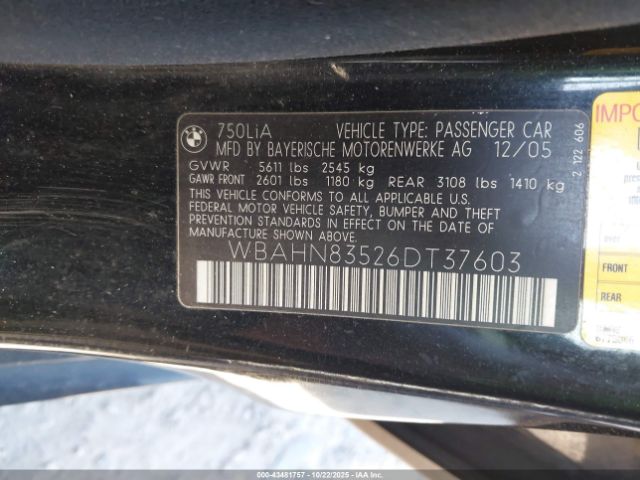 BMW
750LiA VEHICLE TYPE: PASSENGER CAR
MFD BY BAYERISCHE MOTORENWERKE AG 12/05
GVWR 5611 lbs 2545 kg
GAWR FRONT 2601 lbs 1180 kg REAR 3108 lbs 1410 kg
THIS VEHICLE CONFORMS TO ALL APPLICABLE U.S.
FEDERAL MOTOR VEHICLE SAFETY, BUMPER AND THEFT
PREVENTION STANDARDS IN EFFECT ON THE DATE OF
MANUFACTURE SHOWN ABOVE.
WBAHN83526DT37603
2 122 606
FRONT
REAR
000-43481757 - 10/22/2025 - IAAI.COM